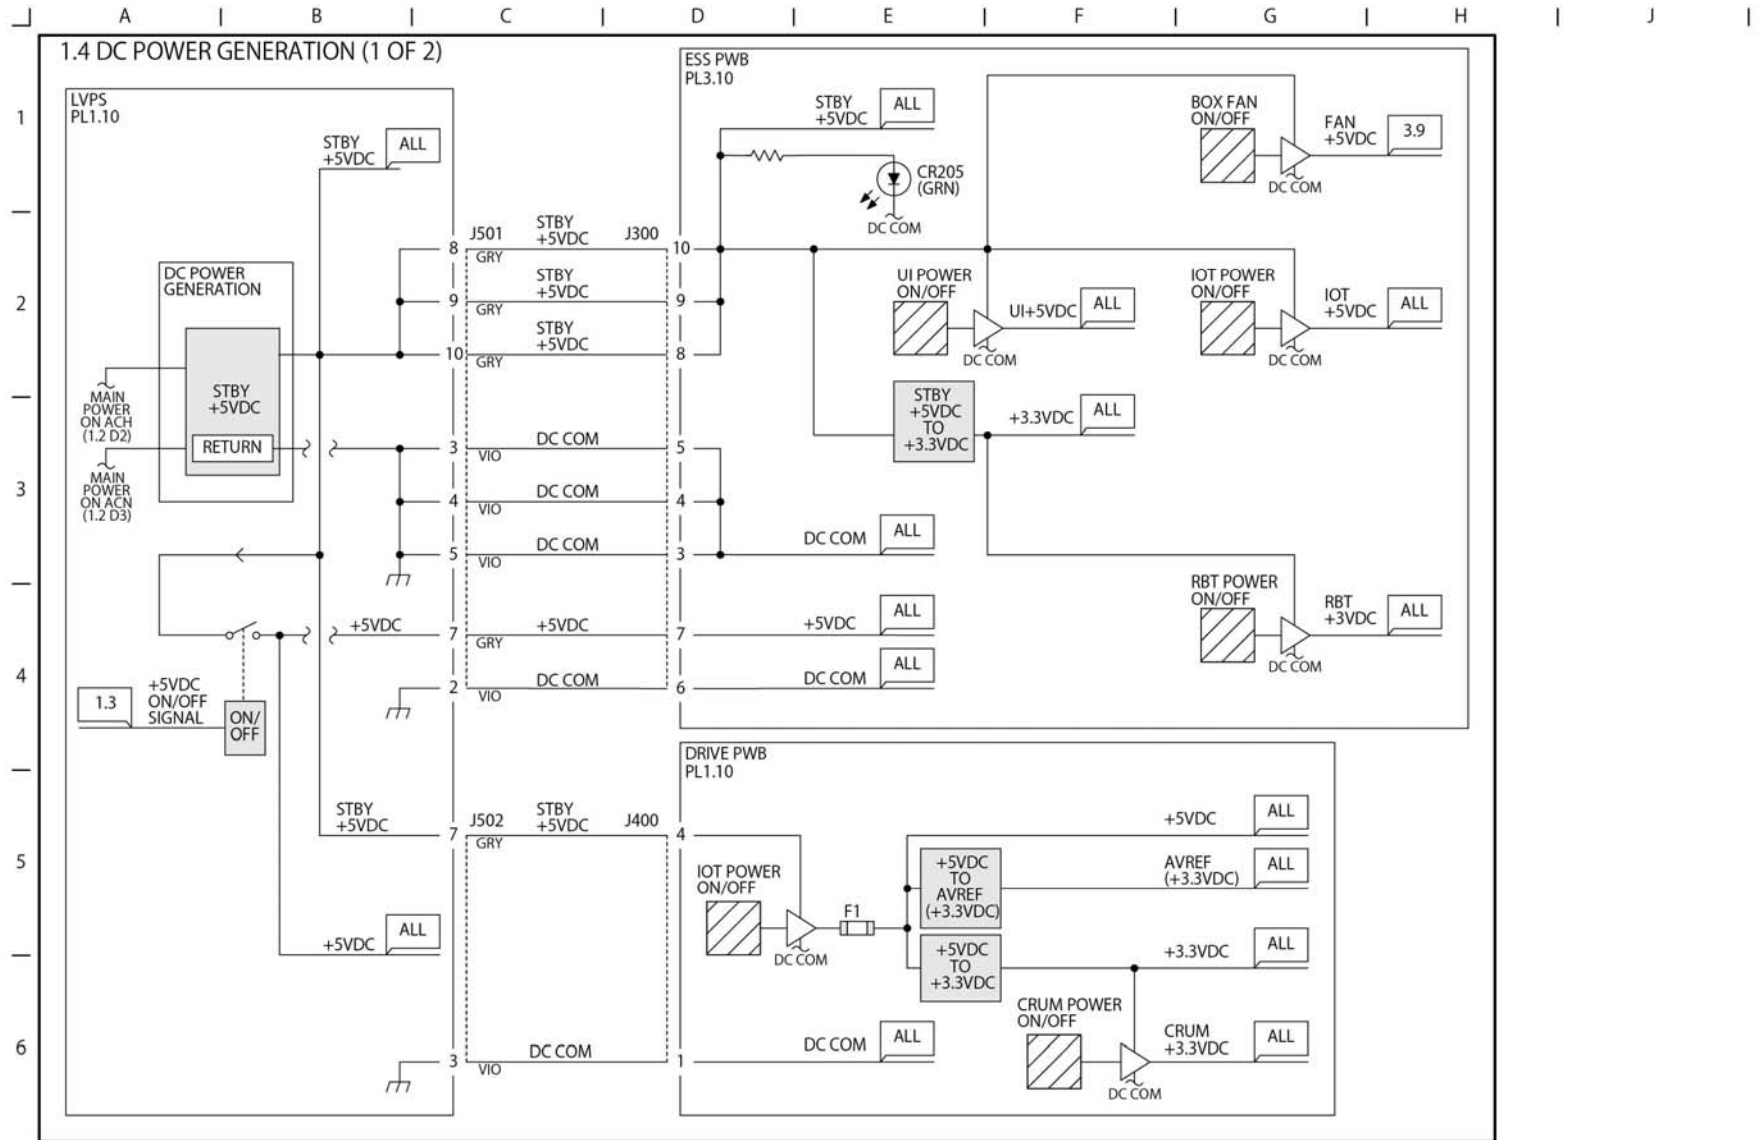 A | B | C | D | E | F | G | H | J |
1.4 DC POWER GENERATION (1 OF 2)
1
2
3
4
5
6
LVPS
PL1.10
STBY
+5VDC
ALL
DC POWER
GENERATION
STBY
+5VDC
RETURN
MAIN
POWER
ON ACH
(1.2 D2)
MAIN
POWER
ON ACN
(1.2 D3)
+5VDC
1.3
+5VDC
ON/OFF
SIGNAL
ON/
OFF
STBY
+5VDC
+5VDC
ALL
J501
STBY
+5VDC
J300
8
GRY
10
STBY
+5VDC
9
GRY
9
STBY
+5VDC
10
GRY
8
DC COM
3
VIO
5
DC COM
4
VIO
4
DC COM
5
VIO
3
+5VDC
7
GRY
7
DC COM
2
VIO
6
J502
STBY
+5VDC
J400
7
GRY
4
DC COM
3
VIO
1
ESS PWB
PL3.10
STBY
+5VDC
ALL
CR205
(GRN)
DC COM
BOX FAN
ON/OFF
FAN
+5VDC
3.9
DC COM
UI POWER
ON/OFF
UI+5VDC
ALL
DC COM
IOT POWER
ON/OFF
IOT
+5VDC
ALL
DC COM
STBY
+5VDC
TO
+3.3VDC
+3.3VDC
ALL
DC COM
ALL
+5VDC
ALL
DC COM
ALL
RBT POWER
ON/OFF
RBT
+3VDC
ALL
DC COM
DRIVE PWB
PL1.10
IOT POWER
ON/OFF
DC COM
F1
+5VDC
TO
AVREF
(+3.3VDC)
+5VDC
TO
+3.3VDC
+5VDC
ALL
AVREF
(+3.3VDC)
ALL
+3.3VDC
ALL
CRUM POWER
ON/OFF
CRUM
+3.3VDC
ALL
DC COM
DC COM
ALL